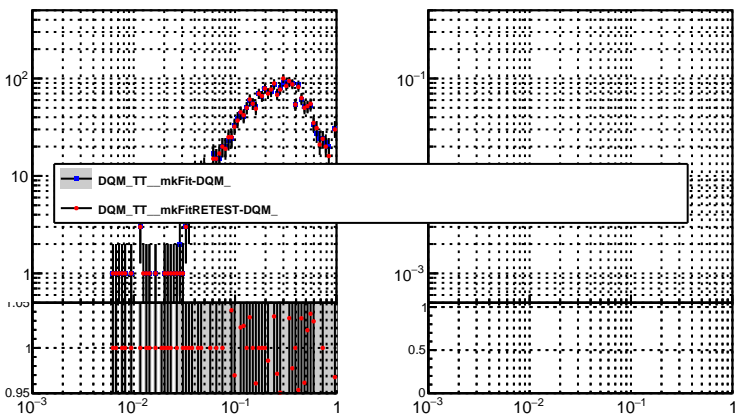 10² 10⁻¹
10
DQM_TT__mkFit-DQM_
DQM_TT__mkFitRETEST-DQM_
1 10⁻³
1.05 1
1 0.5
0.95 0
10⁻³ 10⁻² 10⁻¹ 1 10⁻³ 10⁻² 10⁻¹ 1